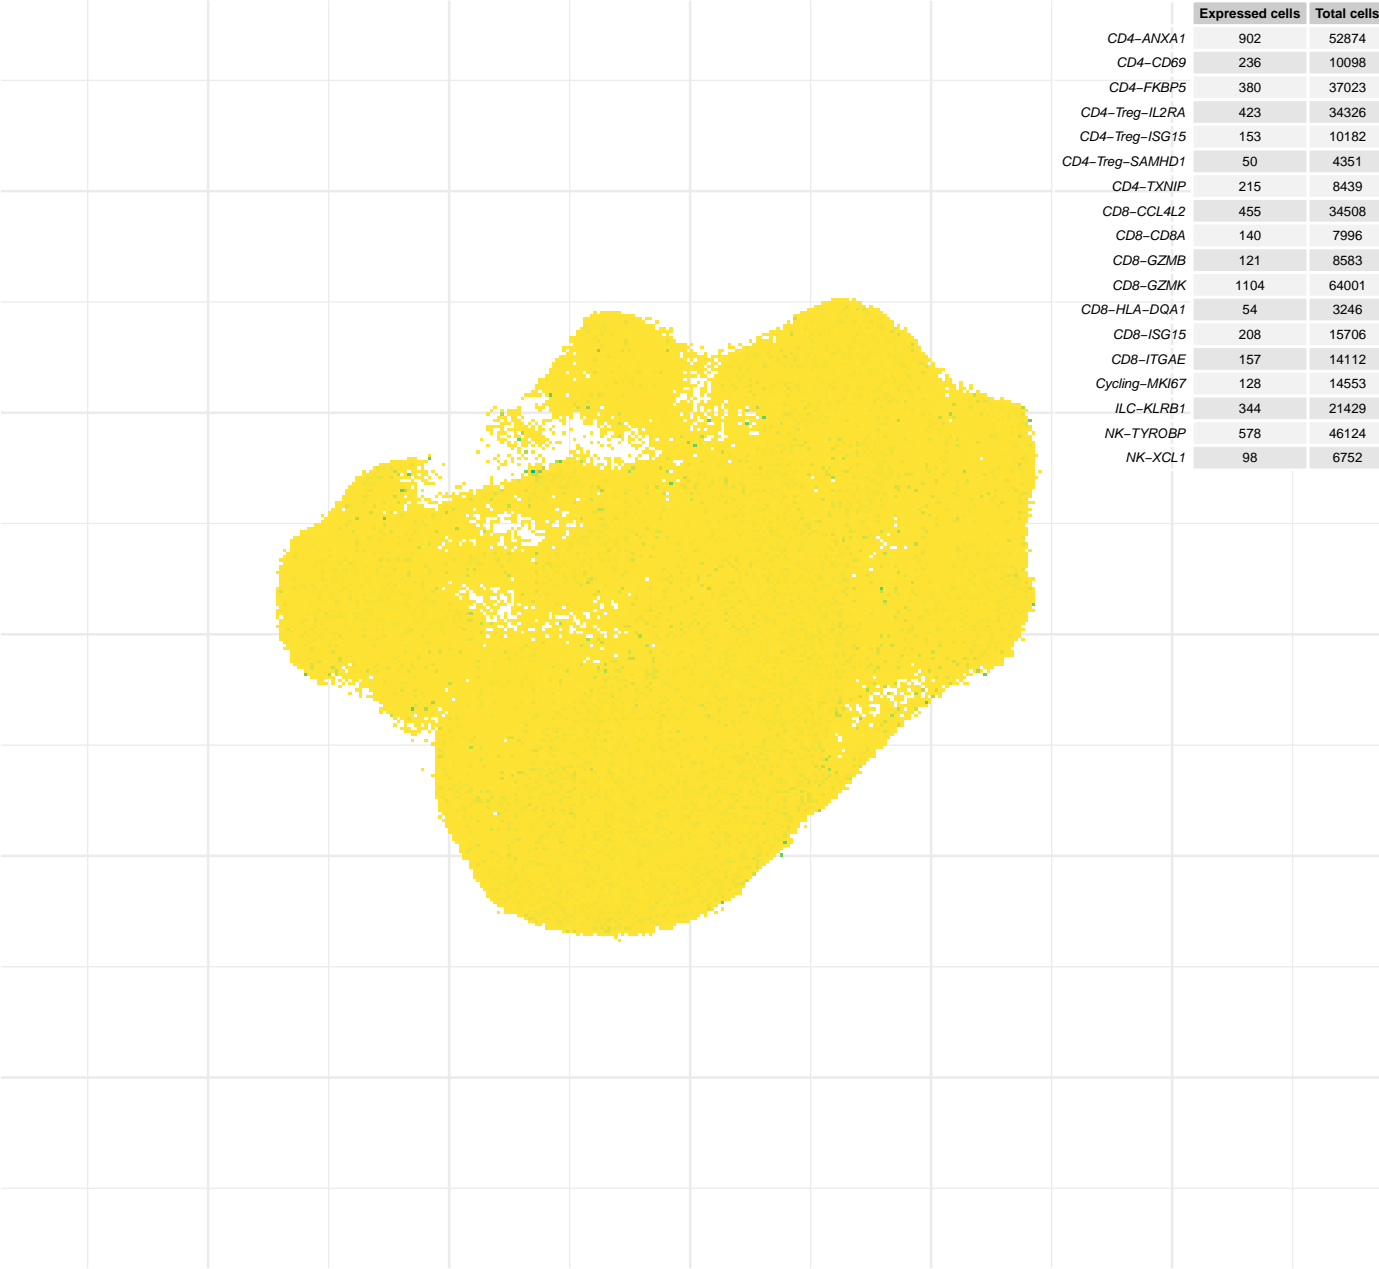 Expressed cells Total cells
CD4−ANXA1 902 52874
CD4−CD69 236 10098
CD4−FKBP5 380 37023
CD4−Treg−IL2RA 423 34326
CD4−Treg−ISG15 153 10182
CD4−Treg−SAMHD1 50 4351
CD4−TXNIP 215 8439
CD8−CCL4L2 455 34508
CD8−CD8A 140 7996
CD8−GZMB 121 8583
CD8−GZMK 1104 64001
CD8−HLA−DQA1 54 3246
CD8−ISG15 208 15706
CD8−ITGAE 157 14112
Cycling−MKI67 128 14553
ILC−KLRB1 344 21429
NK−TYROBP 578 46124
NK−XCL1 98 6752